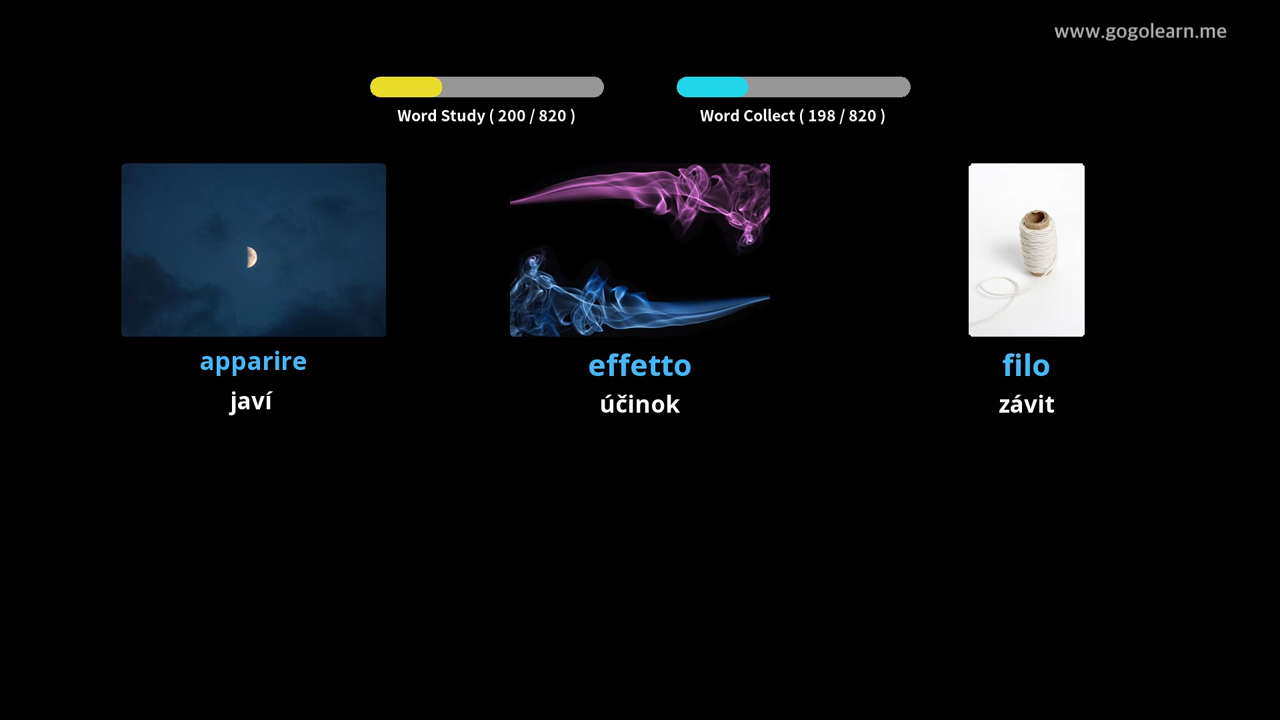 www.gogolearn.me
Word Study ( 200 / 820 )
Word Collect ( 198 / 820 )
apparire
effetto
filo
javí
účinok
závit